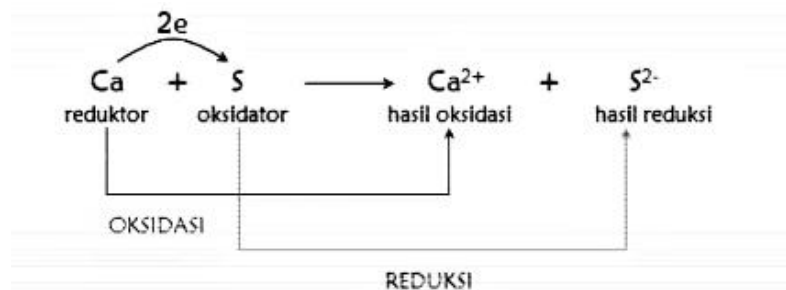 2e
Ca + S → Ca²⁺ + S²⁻
reduktor oksidator hasil oksidasi hasil reduksi
OKSIDASI
REDUKSI